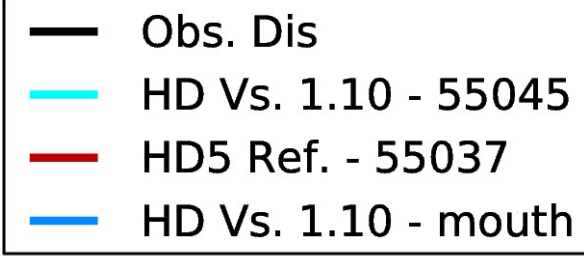 Obs. Dis
HD Vs. 1.10 - 55045
HD5 Ref. - 55037
HD Vs. 1.10 - mouth